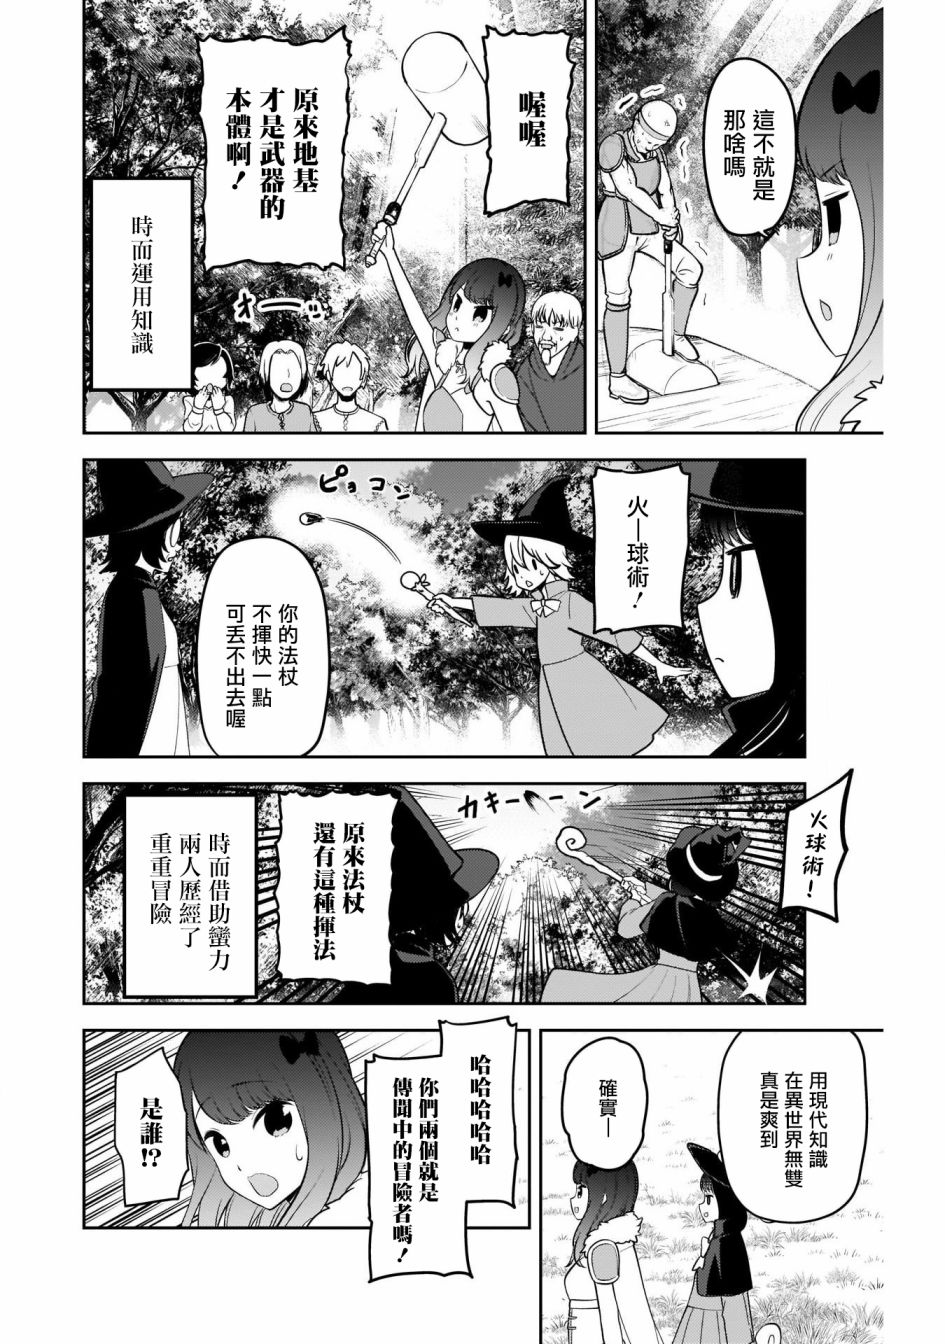 這不就是
那啥嗎
喔喔
原來地基
才是武器的
本體啊！
オーーッ
時而運用知識
火—球術！
ピョコン
你的法杖
不揮快一點
可丟不出去喔
火球術！
カキーーーン
原來法杖
還有這種揮法
時而借助蠻力
兩人歷經了
重重冒險
用現代知識
在異世界無雙
真是爽到
確實—
哈哈哈哈哈
你們兩個就是
傳聞中的冒險者嗎！
是誰!?